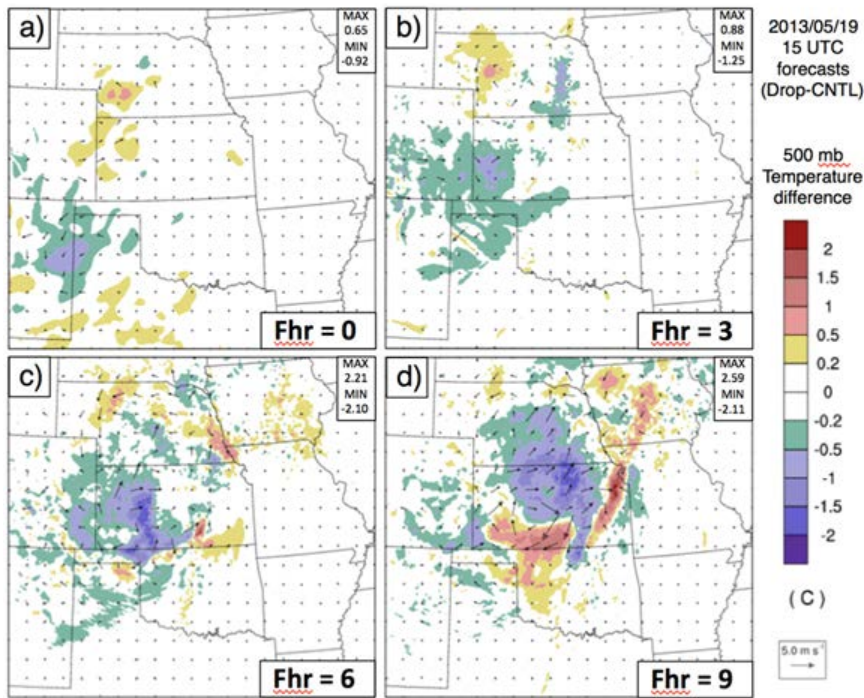 a)
MAX
0.65
MIN
-0.92
Fhr = 0
b)
MAX
0.88
MIN
-1.25
Fhr = 3
2013/05/19
15 UTC
forecasts
(Drop-CNTL)
500 mb
Temperature
difference
2
1.5
1
0.5
0.2
0
-0.2
-0.5
-1
-1.5
-2
( C )
5.0 m s⁻¹
c)
MAX
2.21
MIN
-2.10
Fhr = 6
d)
MAX
2.59
MIN
-2.11
Fhr = 9